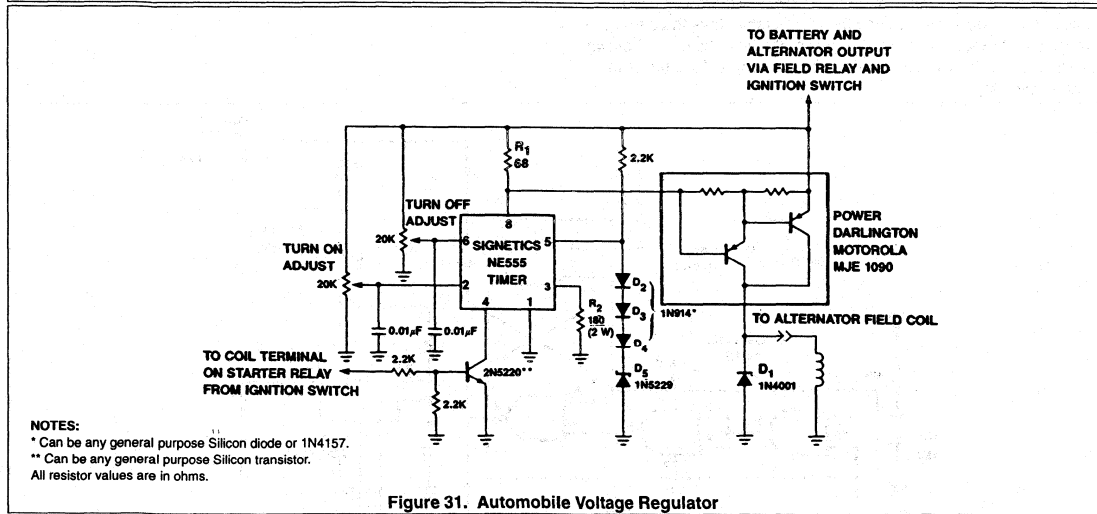 TO BATTERY AND
ALTERNATOR OUTPUT
VIA FIELD RELAY AND
IGNITION SWITCH
R1
68
2.2K
TURN OFF
ADJUST
20K
TURN ON
ADJUST
20K
8
6
5
2
3
4
1
SIGNETICS
NE555
TIMER
POWER
DARLINGTON
MOTOROLA
MJE 1090
R2
180
(2 W)
D2
D3
D4
1N914*
D5
1N5229
TO ALTERNATOR FIELD COIL
D1
1N4001
0.01μF
0.01μF
TO COIL TERMINAL
ON STARTER RELAY
FROM IGNITION SWITCH
2.2K
2N5220**
2.2K
NOTES:
* Can be any general purpose Silicon diode or 1N4157.
** Can be any general purpose Silicon transistor.
All resistor values are in ohms.
Figure 31. Automobile Voltage Regulator